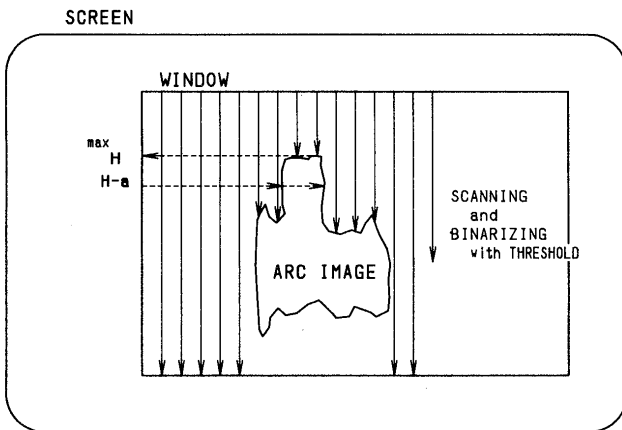 SCREEN
WINDOW
max
H
H-a
SCANNING
and
BINARIZING
with THRESHOLD
ARC IMAGE